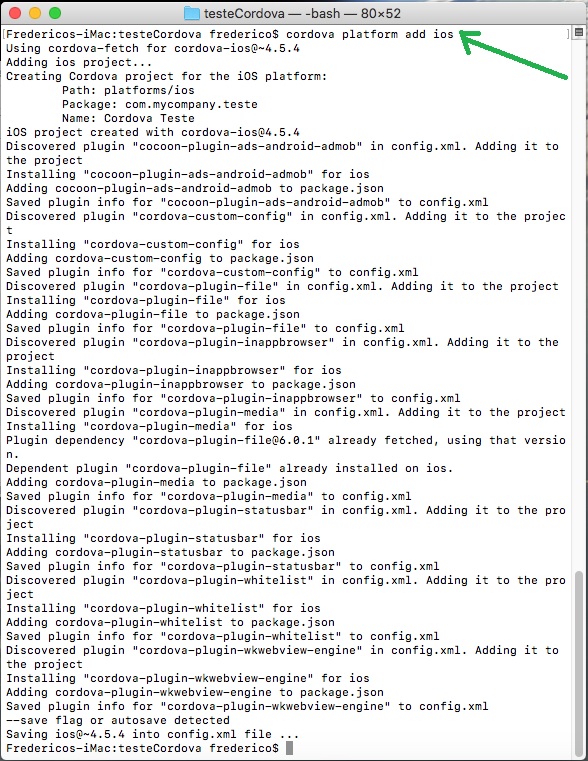 testeCordova — -bash — 80×52
[Fredericos-iMac:testeCordova frederico$ cordova platform add ios ]
Using cordova-fetch for cordova-ios@~4.5.4
Adding ios project...
Creating Cordova project for the iOS platform:
        Path: platforms/ios
        Package: com.mycompany.teste
        Name: Cordova Teste
iOS project created with cordova-ios@4.5.4
Discovered plugin "cocoon-plugin-ads-android-admob" in config.xml. Adding it to
the project
Installing "cocoon-plugin-ads-android-admob" for ios
Adding cocoon-plugin-ads-android-admob to package.json
Saved plugin info for "cocoon-plugin-ads-android-admob" to config.xml
Discovered plugin "cordova-custom-config" in config.xml. Adding it to the projec
t
Installing "cordova-custom-config" for ios
Adding cordova-custom-config to package.json
Saved plugin info for "cordova-custom-config" to config.xml
Discovered plugin "cordova-plugin-file" in config.xml. Adding it to the project
Installing "cordova-plugin-file" for ios
Adding cordova-plugin-file to package.json
Saved plugin info for "cordova-plugin-file" to config.xml
Discovered plugin "cordova-plugin-inappbrowser" in config.xml. Adding it to the
project
Installing "cordova-plugin-inappbrowser" for ios
Adding cordova-plugin-inappbrowser to package.json
Saved plugin info for "cordova-plugin-inappbrowser" to config.xml
Discovered plugin "cordova-plugin-media" in config.xml. Adding it to the project
Installing "cordova-plugin-media" for ios
Plugin dependency "cordova-plugin-file@6.0.1" already fetched, using that versio
n.
Dependent plugin "cordova-plugin-file" already installed on ios.
Adding cordova-plugin-media to package.json
Saved plugin info for "cordova-plugin-media" to config.xml
Discovered plugin "cordova-plugin-statusbar" in config.xml. Adding it to the pro
ject
Installing "cordova-plugin-statusbar" for ios
Adding cordova-plugin-statusbar to package.json
Saved plugin info for "cordova-plugin-statusbar" to config.xml
Discovered plugin "cordova-plugin-whitelist" in config.xml. Adding it to the pro
ject
Installing "cordova-plugin-whitelist" for ios
Adding cordova-plugin-whitelist to package.json
Saved plugin info for "cordova-plugin-whitelist" to config.xml
Discovered plugin "cordova-plugin-wkwebview-engine" in config.xml. Adding it to
the project
Installing "cordova-plugin-wkwebview-engine" for ios
Adding cordova-plugin-wkwebview-engine to package.json
Saved plugin info for "cordova-plugin-wkwebview-engine" to config.xml
--save flag or autosave detected
Saving ios@~4.5.4 into config.xml file ...
Fredericos-iMac:testeCordova frederico$